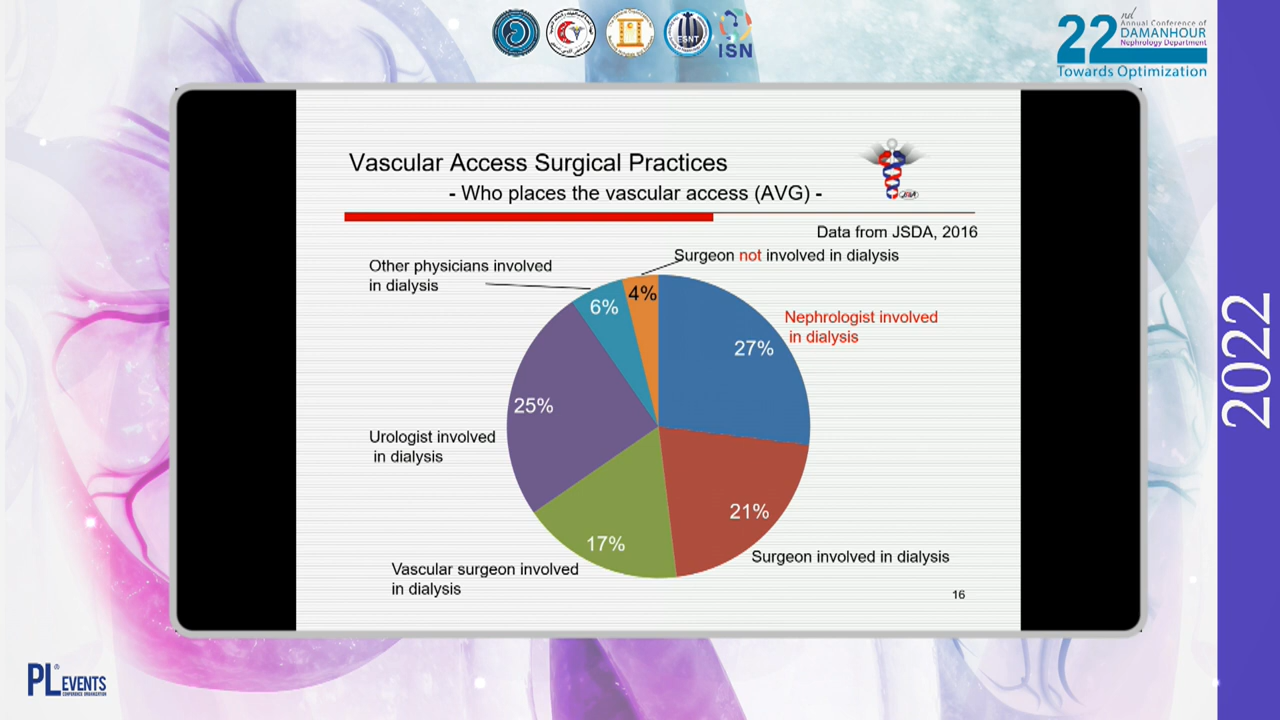 ESNT
ISN
22nd
Annual Conference of
DAMANHOUR
Nephrology Department
Towards Optimization
2022
Vascular Access Surgical Practices
- Who places the vascular access (AVG) -
Data from JSDA, 2016
Surgeon not involved in dialysis
Other physicians involved
in dialysis
4%
6%
Nephrologist involved
in dialysis
27%
25%
Urologist involved
in dialysis
21%
17%
Surgeon involved in dialysis
Vascular surgeon involved
in dialysis
16
PL® EVENTS
CONFERENCE ORGANIZATION